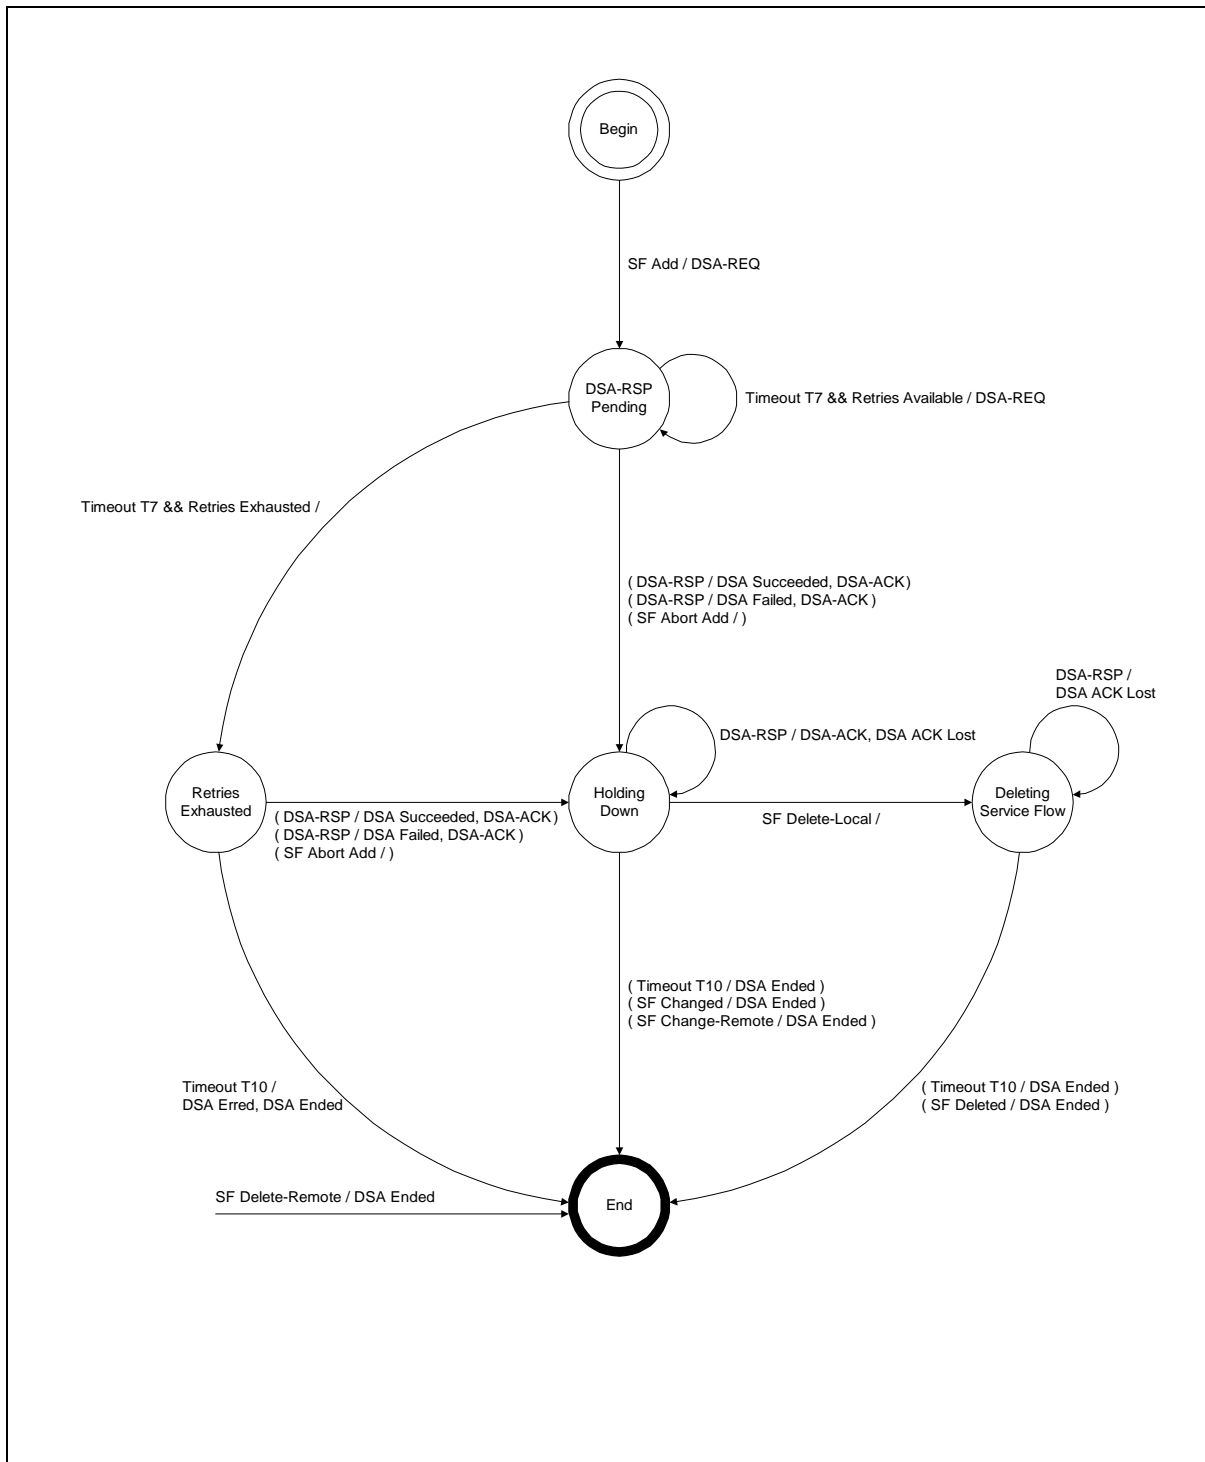 Begin
SF Add / DSA-REQ
DSA-RSP
Pending
Timeout T7 && Retries Available / DSA-REQ
Timeout T7 && Retries Exhausted /
( DSA-RSP / DSA Succeeded, DSA-ACK )
( DSA-RSP / DSA Failed, DSA-ACK )
( SF Abort Add / )
DSA-RSP /
DSA ACK Lost
DSA-RSP / DSA-ACK, DSA ACK Lost
Retries
Exhausted
Holding
Down
Deleting
Service Flow
( DSA-RSP / DSA Succeeded, DSA-ACK )
( DSA-RSP / DSA Failed, DSA-ACK )
( SF Abort Add / )
SF Delete-Local /
( Timeout T10 / DSA Ended )
( SF Changed / DSA Ended )
( SF Change-Remote / DSA Ended )
Timeout T10 /
DSA Erred, DSA Ended
( Timeout T10 / DSA Ended )
( SF Deleted / DSA Ended )
SF Delete-Remote / DSA Ended
End